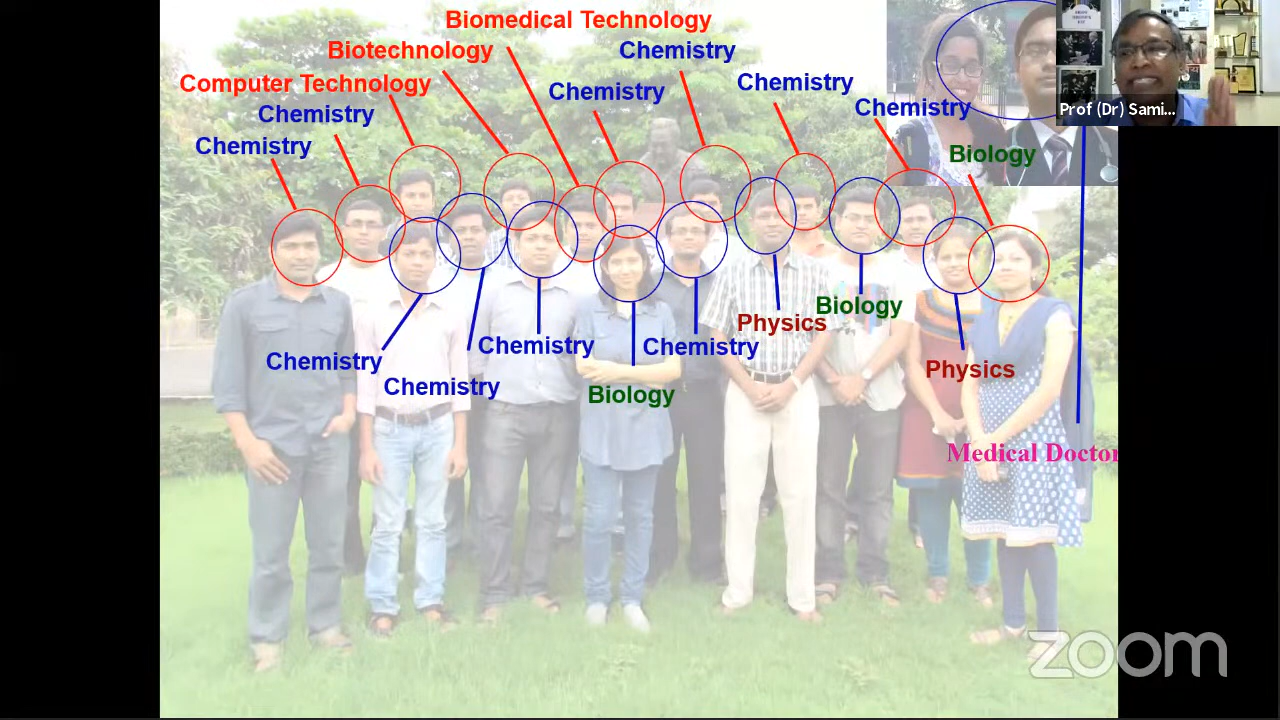 Biomedical Technology
Biotechnology
Chemistry
Computer Technology
Chemistry
Chemistry
Chemistry
Chemistry
Chemistry
Chemistry
Prof (Dr) Sami...
Biology
Biology
Physics
Chemistry
Chemistry
Chemistry
Physics
Chemistry
Biology
Medical Doctor
zoom